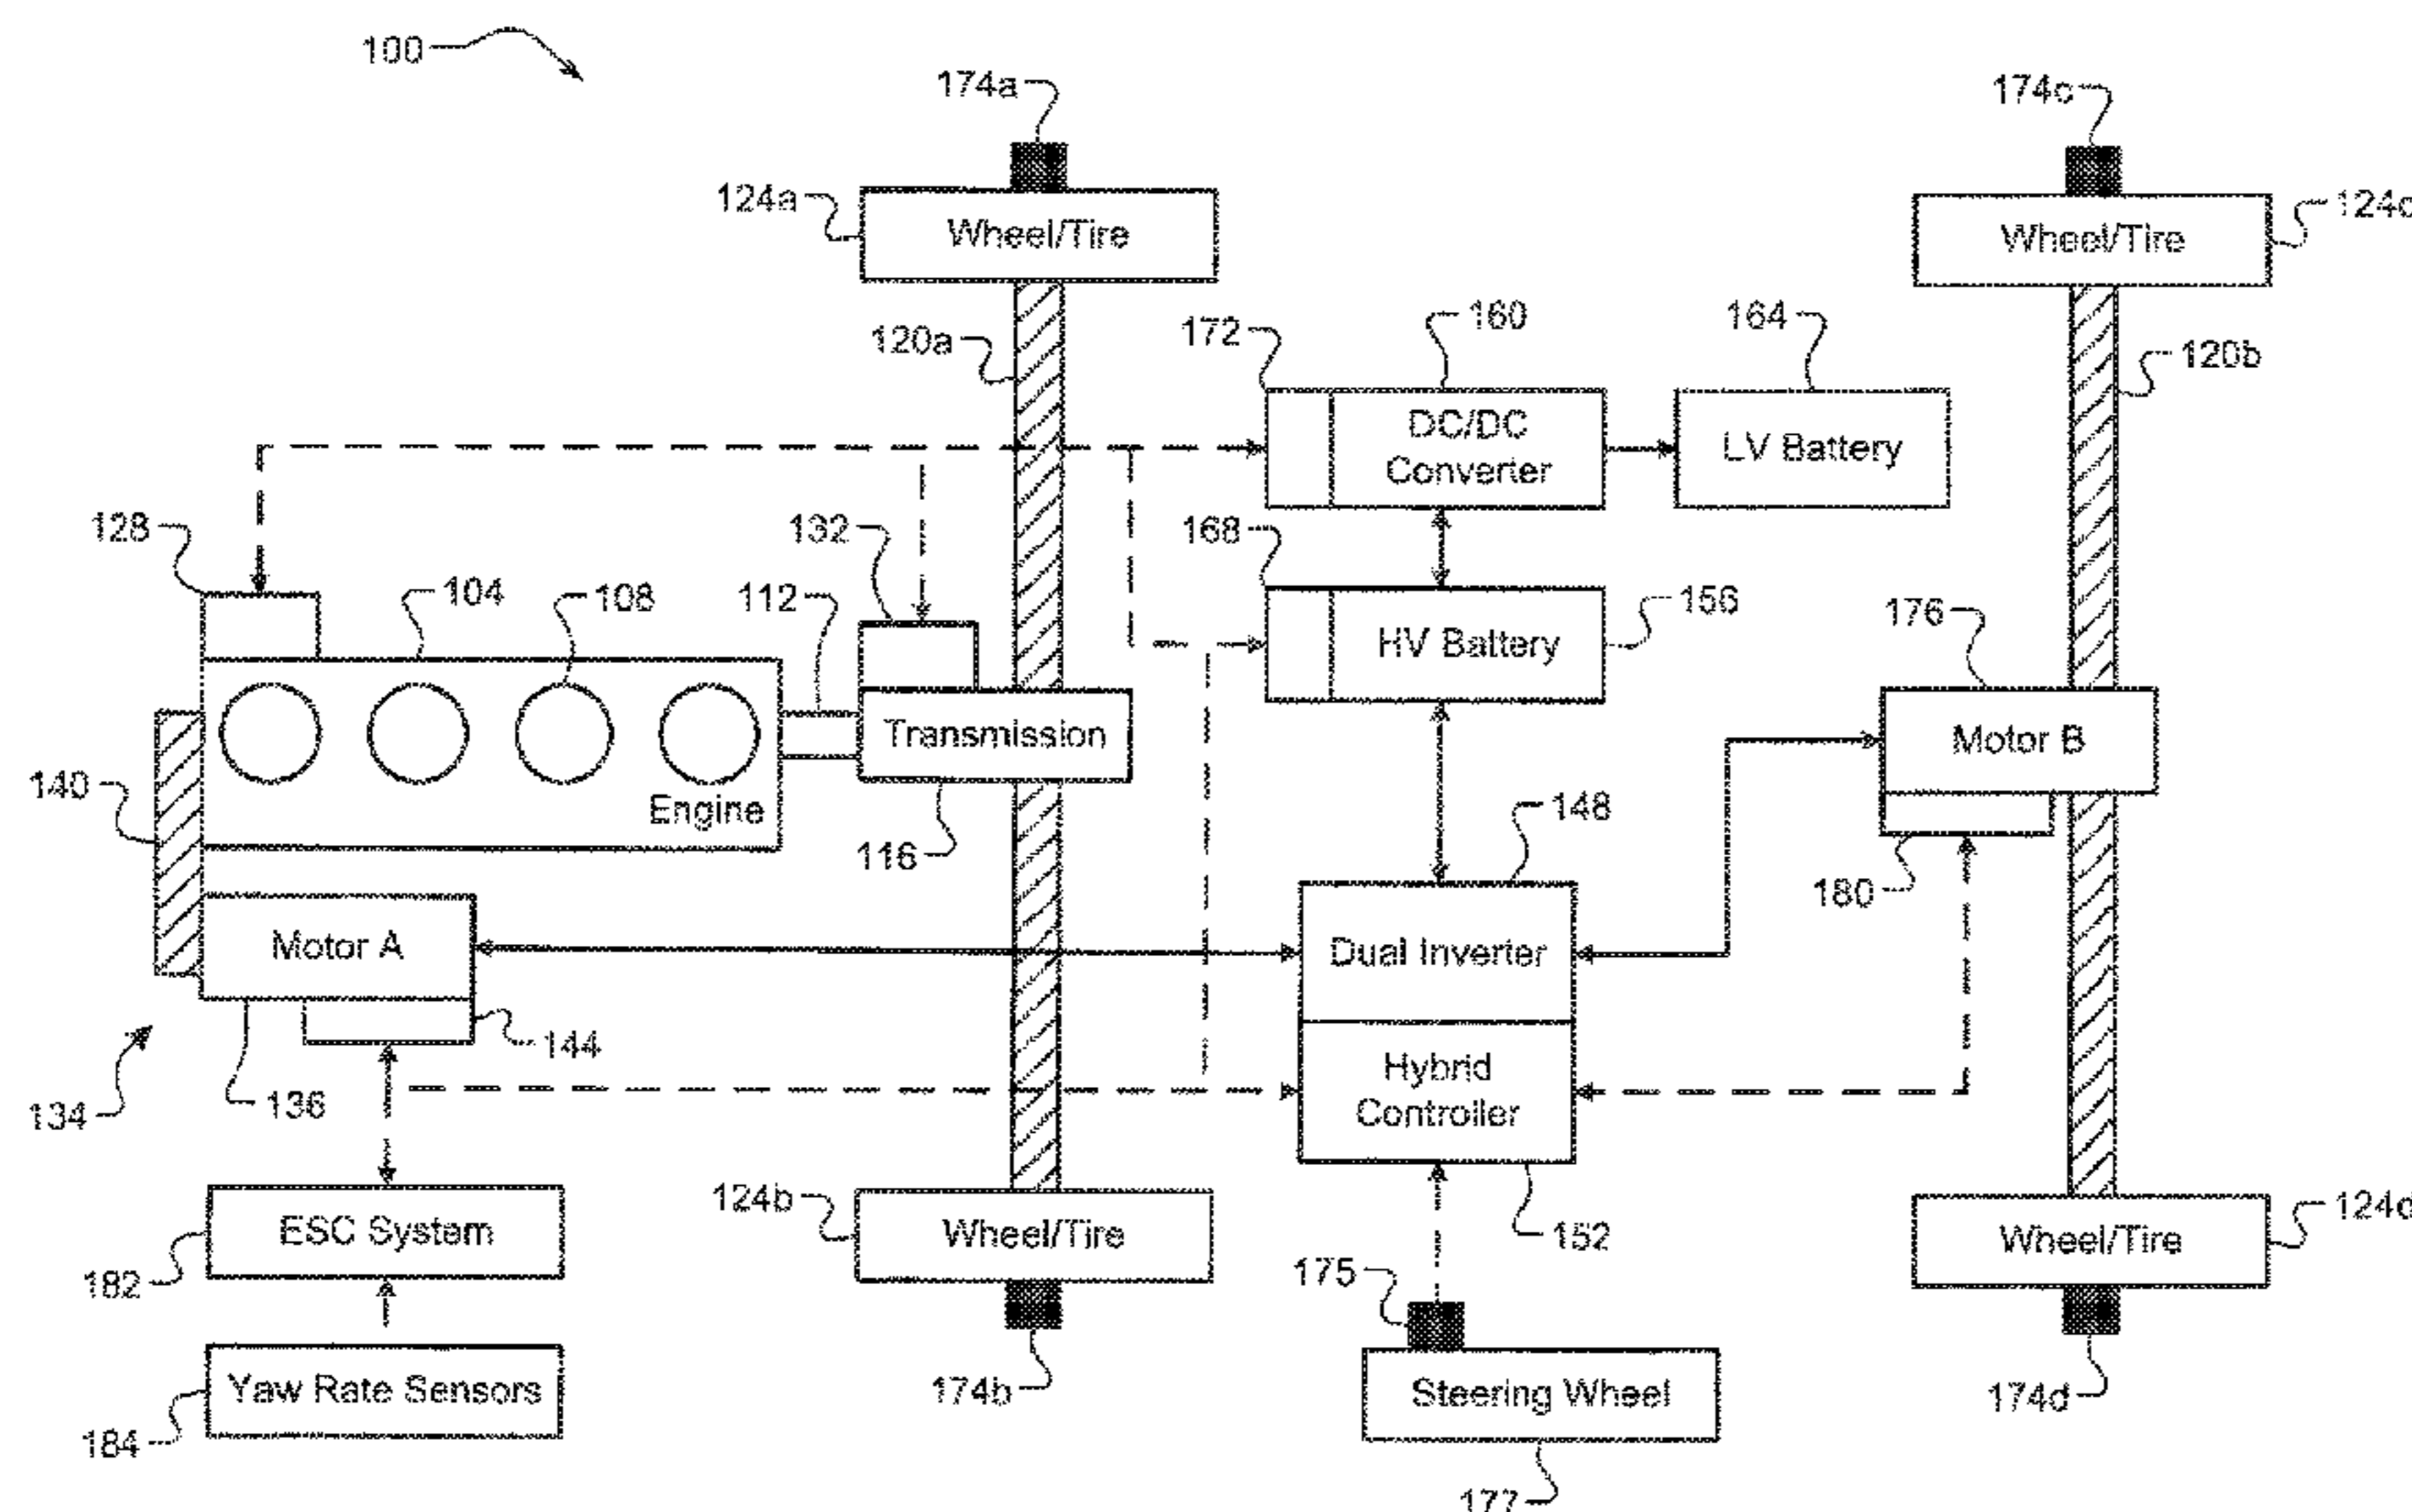 100
174a
174c
124a
Wheel/Tire
Wheel/Tire
124c
120a
172
160
164
120b
DC/DC
Converter
LV Battery
128
132
168
104
108
112
156
176
HV Battery
Transmission
Motor B
140
Engine
116
148
180
Motor A
Dual Inverter
144
Hybrid
Controller
134
136
124b
Wheel/Tire
152
Wheel/Tire
124d
ESC System
182
175
174b
174d
Yaw Rate Sensors
Steering Wheel
184
177